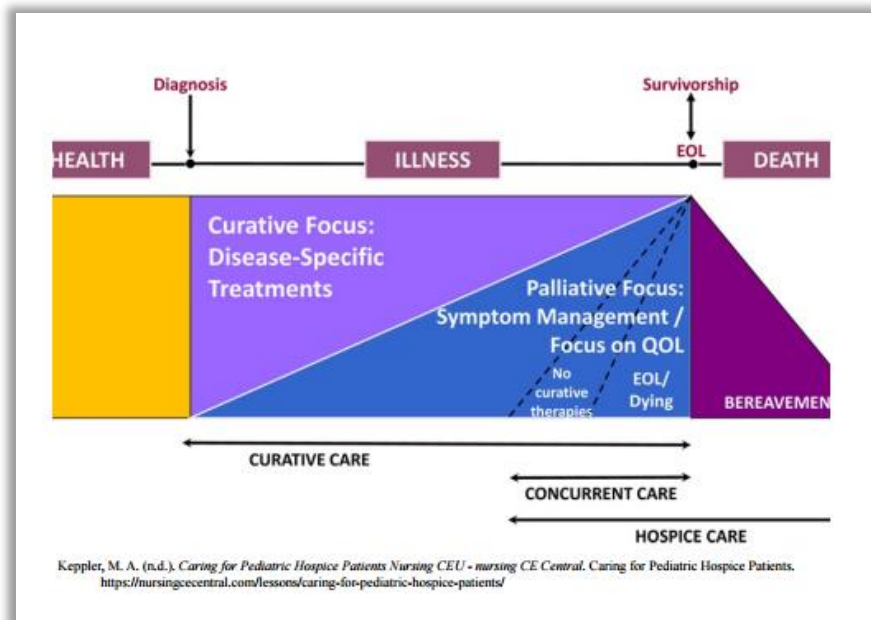 Diagnosis
Survivorship
EOL
HEALTH
ILLNESS
DEATH
Curative Focus:
Disease-Specific
Treatments
Palliative Focus:
Symptom Management /
Focus on QOL
No
curative
therapies
EOL/
Dying
BEREAVEMEN
CURATIVE CARE
CONCURRENT CARE
HOSPICE CARE
Keppler, M. A. (n.d.). Caring for Pediatric Hospice Patients Nursing CEU - nursing CE Central. Caring for Pediatric Hospice Patients.
https://nursingcecentral.com/lessons/caring-for-pediatric-hospice-patients/